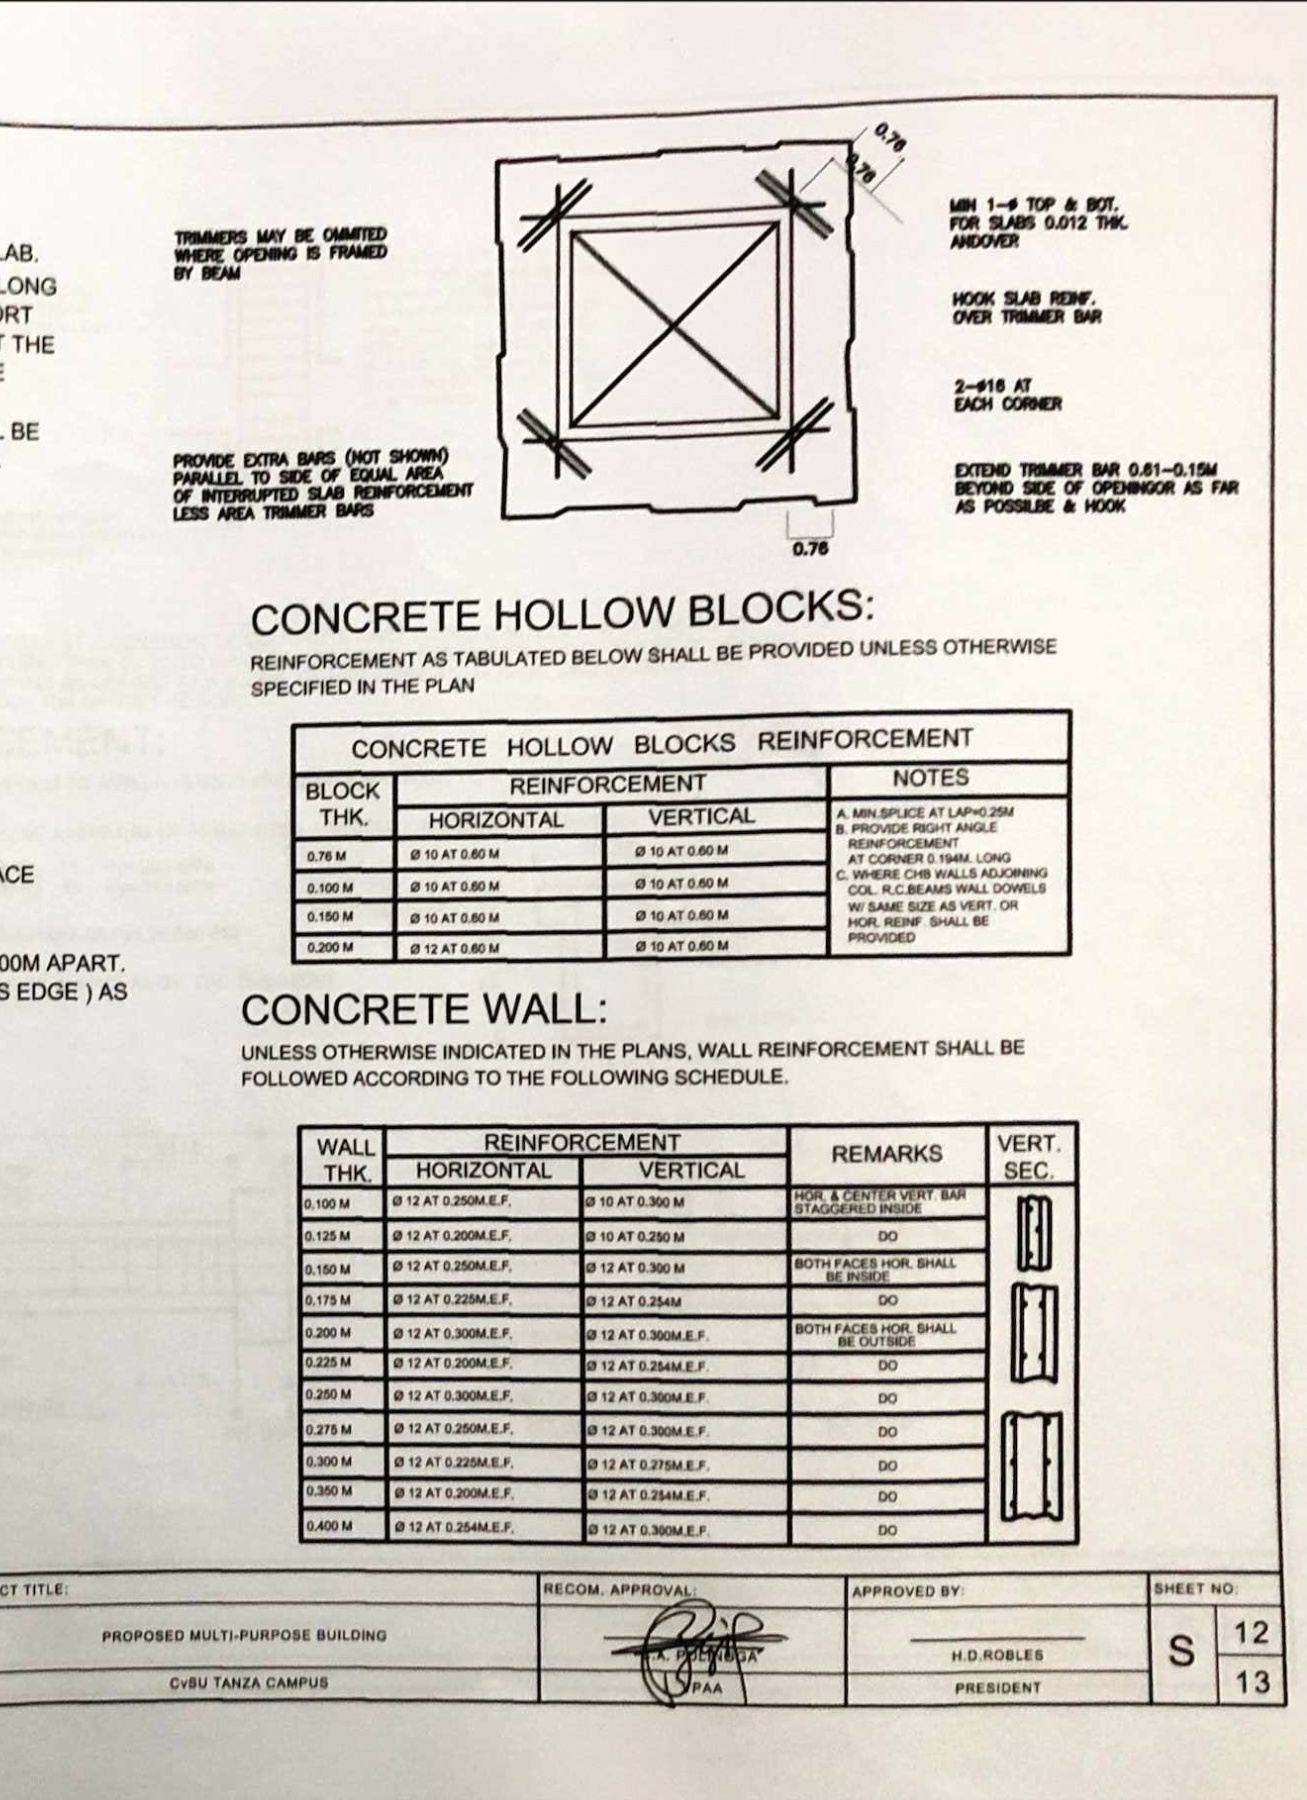 LAB.
LONG
ORT
T THE
E
L BE
ACE
00M APART.
S EDGE ) AS
TRIMMERS MAY BE OMMITED
WHERE OPENING IS FRAMED
BY BEAM
PROVIDE EXTRA BARS (NOT SHOWN)
PARALLEL TO SIDE OF EQUAL AREA
OF INTERRUPTED SLAB REINFORCEMENT
LESS AREA TRIMMER BARS
0.76
0.76
0.76
MIN 1-Ø TOP & BOT.
FOR SLABS 0.012 THK.
ANDOVER
HOOK SLAB REINF.
OVER TRIMMER BAR
2-Ø16 AT
EACH CORNER
EXTEND TRIMMER BAR 0.61-0.15M
BEYOND SIDE OF OPENINGOR AS FAR
AS POSSILBE & HOOK
CONCRETE HOLLOW BLOCKS:
REINFORCEMENT AS TABULATED BELOW SHALL BE PROVIDED UNLESS OTHERWISE
SPECIFIED IN THE PLAN
CONCRETE HOLLOW BLOCKS REINFORCEMENT
BLOCK THK. REINFORCEMENT NOTES
HORIZONTAL VERTICAL
0.76 M Ø 10 AT 0.60 M Ø 10 AT 0.60 M
0.100 M Ø 10 AT 0.60 M Ø 10 AT 0.60 M
0.150 M Ø 10 AT 0.60 M Ø 10 AT 0.60 M
0.200 M Ø 12 AT 0.60 M Ø 10 AT 0.60 M
A. MIN.SPLICE AT LAP=0.25M
B. PROVIDE RIGHT ANGLE
REINFORCEMENT
AT CORNER 0.194M. LONG
C. WHERE CHB WALLS ADJOINING
COL. R.C.BEAMS WALL DOWELS
W/ SAME SIZE AS VERT. OR
HOR. REINF. SHALL BE
PROVIDED
CONCRETE WALL:
UNLESS OTHERWISE INDICATED IN THE PLANS, WALL REINFORCEMENT SHALL BE
FOLLOWED ACCORDING TO THE FOLLOWING SCHEDULE.
WALL THK. REINFORCEMENT REMARKS VERT. SEC.
HORIZONTAL VERTICAL
0.100 M Ø 12 AT 0.250M.E.F. Ø 10 AT 0.300 M HOR. & CENTER VERT. BAR
STAGGERED INSIDE
0.125 M Ø 12 AT 0.200M.E.F. Ø 10 AT 0.250 M DO
0.150 M Ø 12 AT 0.250M.E.F. Ø 12 AT 0.300 M BOTH FACES HOR. SHALL
BE INSIDE
0.175 M Ø 12 AT 0.225M.E.F. Ø 12 AT 0.254M DO
0.200 M Ø 12 AT 0.300M.E.F. Ø 12 AT 0.300M.E.F. BOTH FACES HOR. SHALL
BE OUTSIDE
0.225 M Ø 12 AT 0.200M.E.F. Ø 12 AT 0.254M.E.F. DO
0.250 M Ø 12 AT 0.300M.E.F. Ø 12 AT 0.300M.E.F. DO
0.275 M Ø 12 AT 0.250M.E.F. Ø 12 AT 0.300M.E.F. DO
0.300 M Ø 12 AT 0.225M.E.F. Ø 12 AT 0.275M.E.F. DO
0.350 M Ø 12 AT 0.200M.E.F. Ø 12 AT 0.254M.E.F. DO
0.400 M Ø 12 AT 0.254M.E.F. Ø 12 AT 0.300M.E.F. DO
CT TITLE: RECOM. APPROVAL: APPROVED BY: SHEET NO:
PROPOSED MULTI-PURPOSE BUILDING
CvSU TANZA CAMPUS
PAA
H.D.ROBLES
PRESIDENT
S
12
13